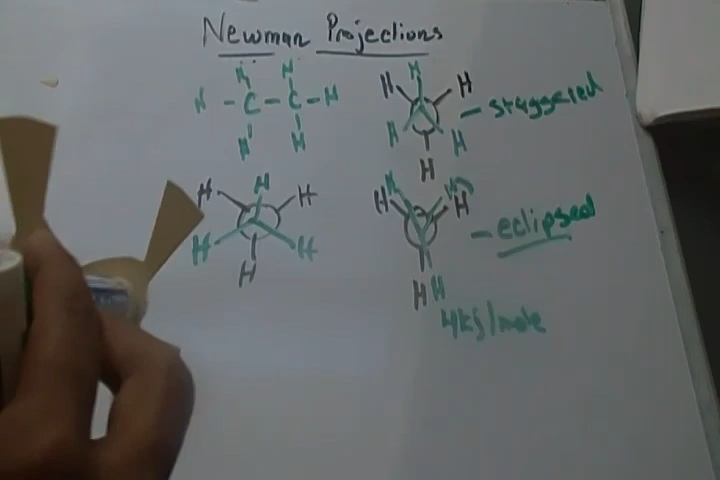 Newman Projections
H H H
H - C - C - H H - staggered
H H H H
H
H H H H H H
H - eclipsed
H H
H H H
4kJ/mole